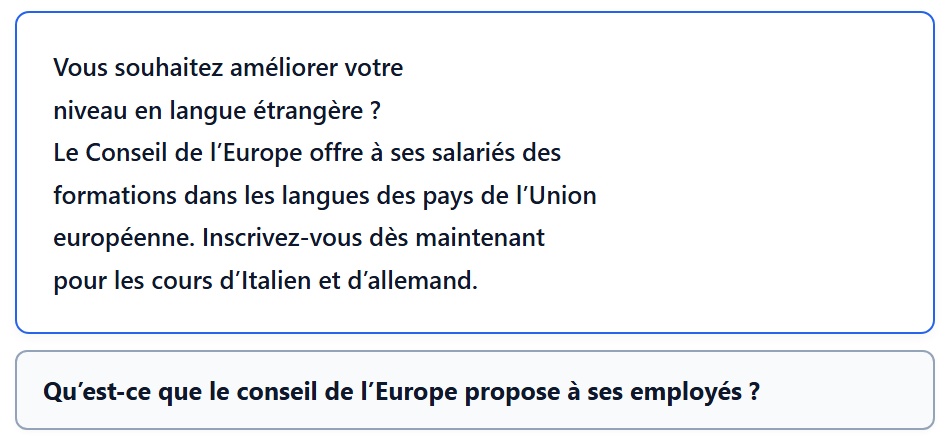 Vous souhaitez améliorer votre
niveau en langue étrangère ?
Le Conseil de l’Europe offre à ses salariés des
formations dans les langues des pays de l’Union
européenne. Inscrivez-vous dès maintenant
pour les cours d’Italien et d’allemand.
Qu’est-ce que le conseil de l’Europe propose à ses employés ?